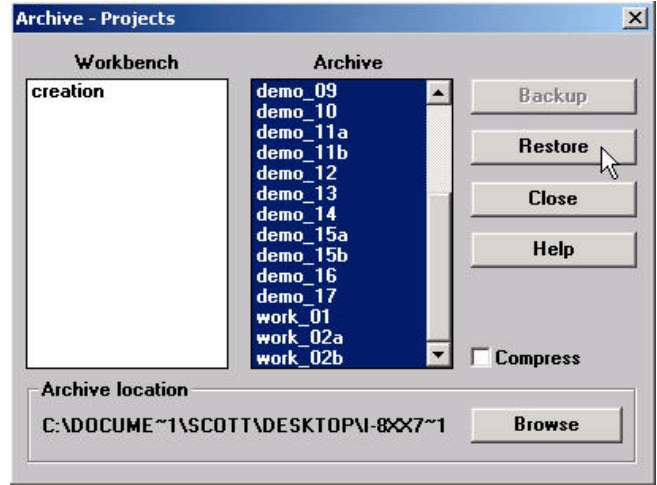 Archive - Projects
Workbench
Archive
creation
demo_09
demo_10
demo_11a
demo_11b
demo_12
demo_13
demo_14
demo_15a
demo_15b
demo_16
demo_17
work_01
work_02a
work_02b
Backup
Restore
Close
Help
Compress
Archive location
C:\DOCUME~1\SCOTT\DESKTOP\I-8XX7~1
Browse